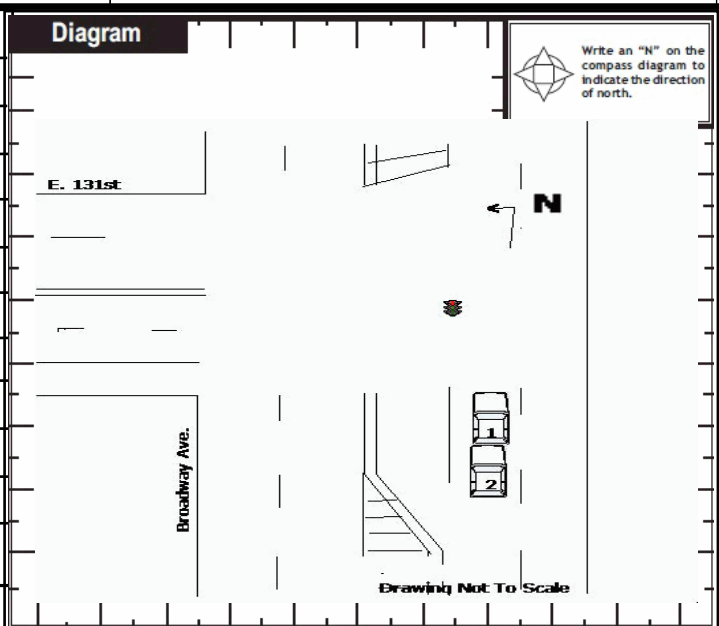 Diagram
Write an “N” on the
compass diagram to
indicate the direction
of north.
E. 131st
N
1
2
Broadway Ave.
Drawing Not To Scale